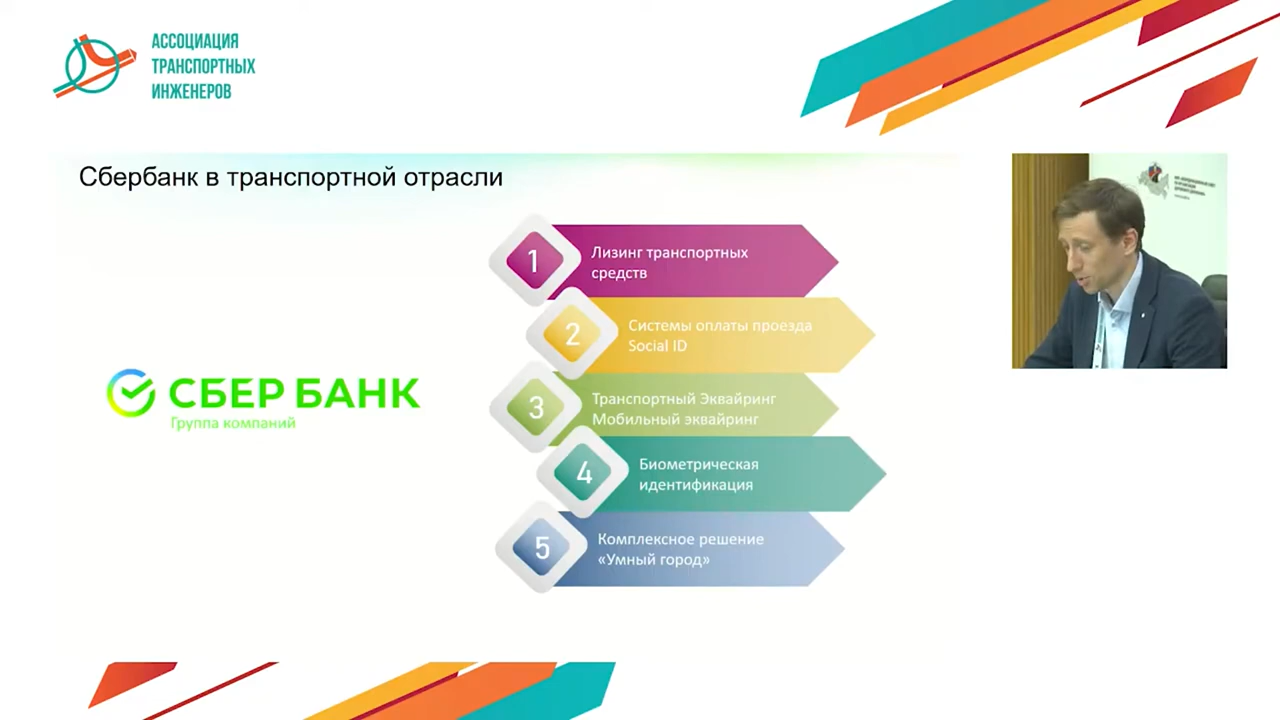 АССОЦИАЦИЯ
ТРАНСПОРТНЫХ
ИНЖЕНЕРОВ
Сбербанк в транспортной отрасли
СБЕР БАНК
Группа компаний
1
Лизинг транспортных
средств
2
Системы оплаты проезда
Social ID
3
Транспортный Эквайринг
Мобильный эквайринг
4
Биометрическая
идентификация
5
Комплексное решение
«Умный город»